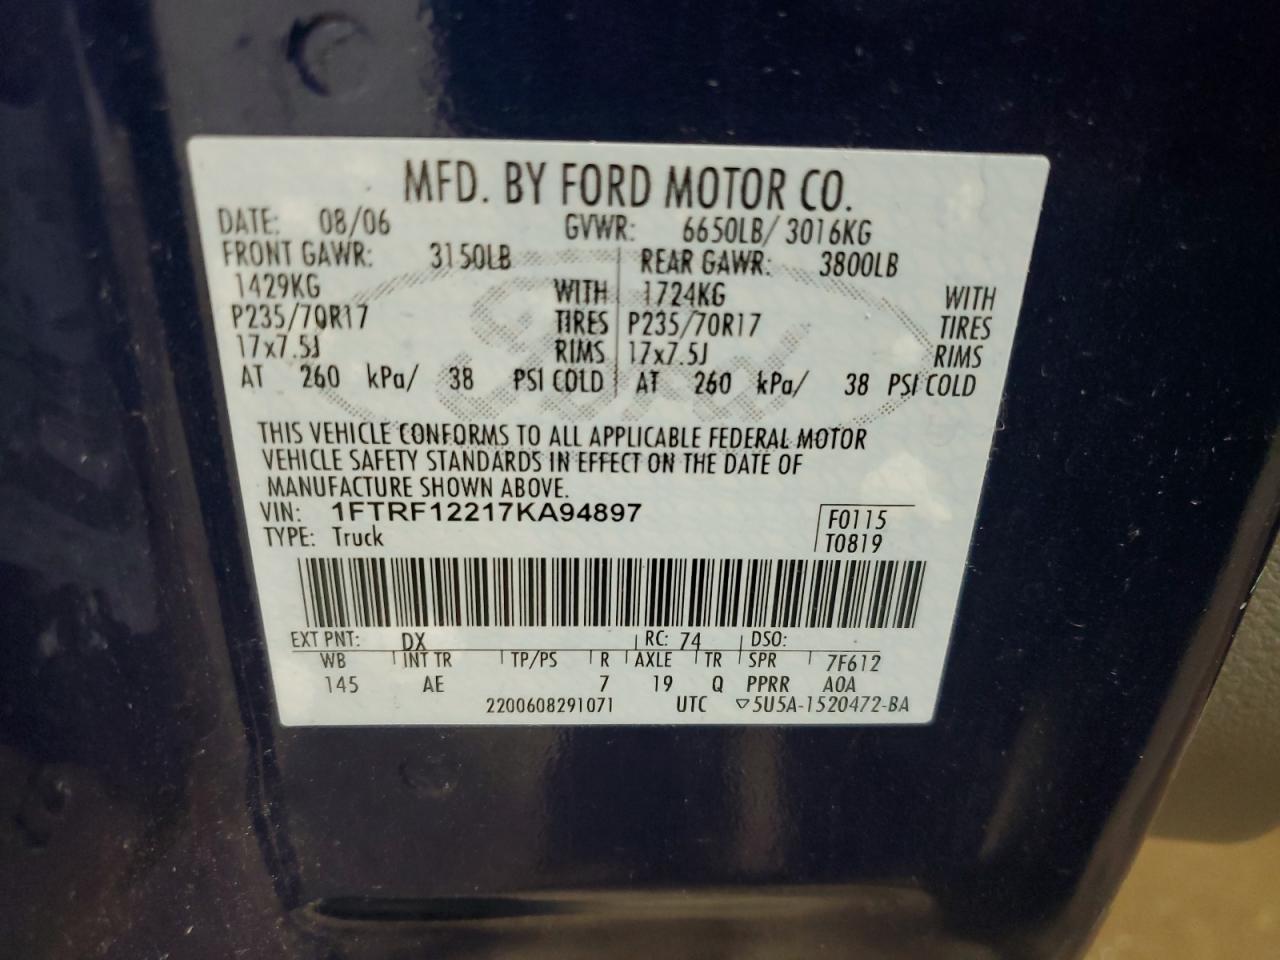 MFD. BY FORD MOTOR CO.
DATE: 08/06 GVWR: 6650LB/ 3016KG
FRONT GAWR: 3150LB REAR GAWR: 3800LB
1429KG WITH 1724KG WITH
P235/70R17 TIRES P235/70R17 TIRES
17x7.5J RIMS 17x7.5J RIMS
AT 260 kPa/ 38 PSI COLD AT 260 kPa/ 38 PSI COLD
Ford
THIS VEHICLE CONFORMS TO ALL APPLICABLE FEDERAL MOTOR
VEHICLE SAFETY STANDARDS IN EFFECT ON THE DATE OF
MANUFACTURE SHOWN ABOVE.
VIN: 1FTRF12217KA94897 F0115
TYPE: Truck T0819
EXT PNT: DX RC: 74 DSO:
WB INT TR TP/PS R AXLE TR SPR 7F612
145 AE 7 19 Q PPRR A0A
2200608291071 UTC ▽5U5A-1520472-BA